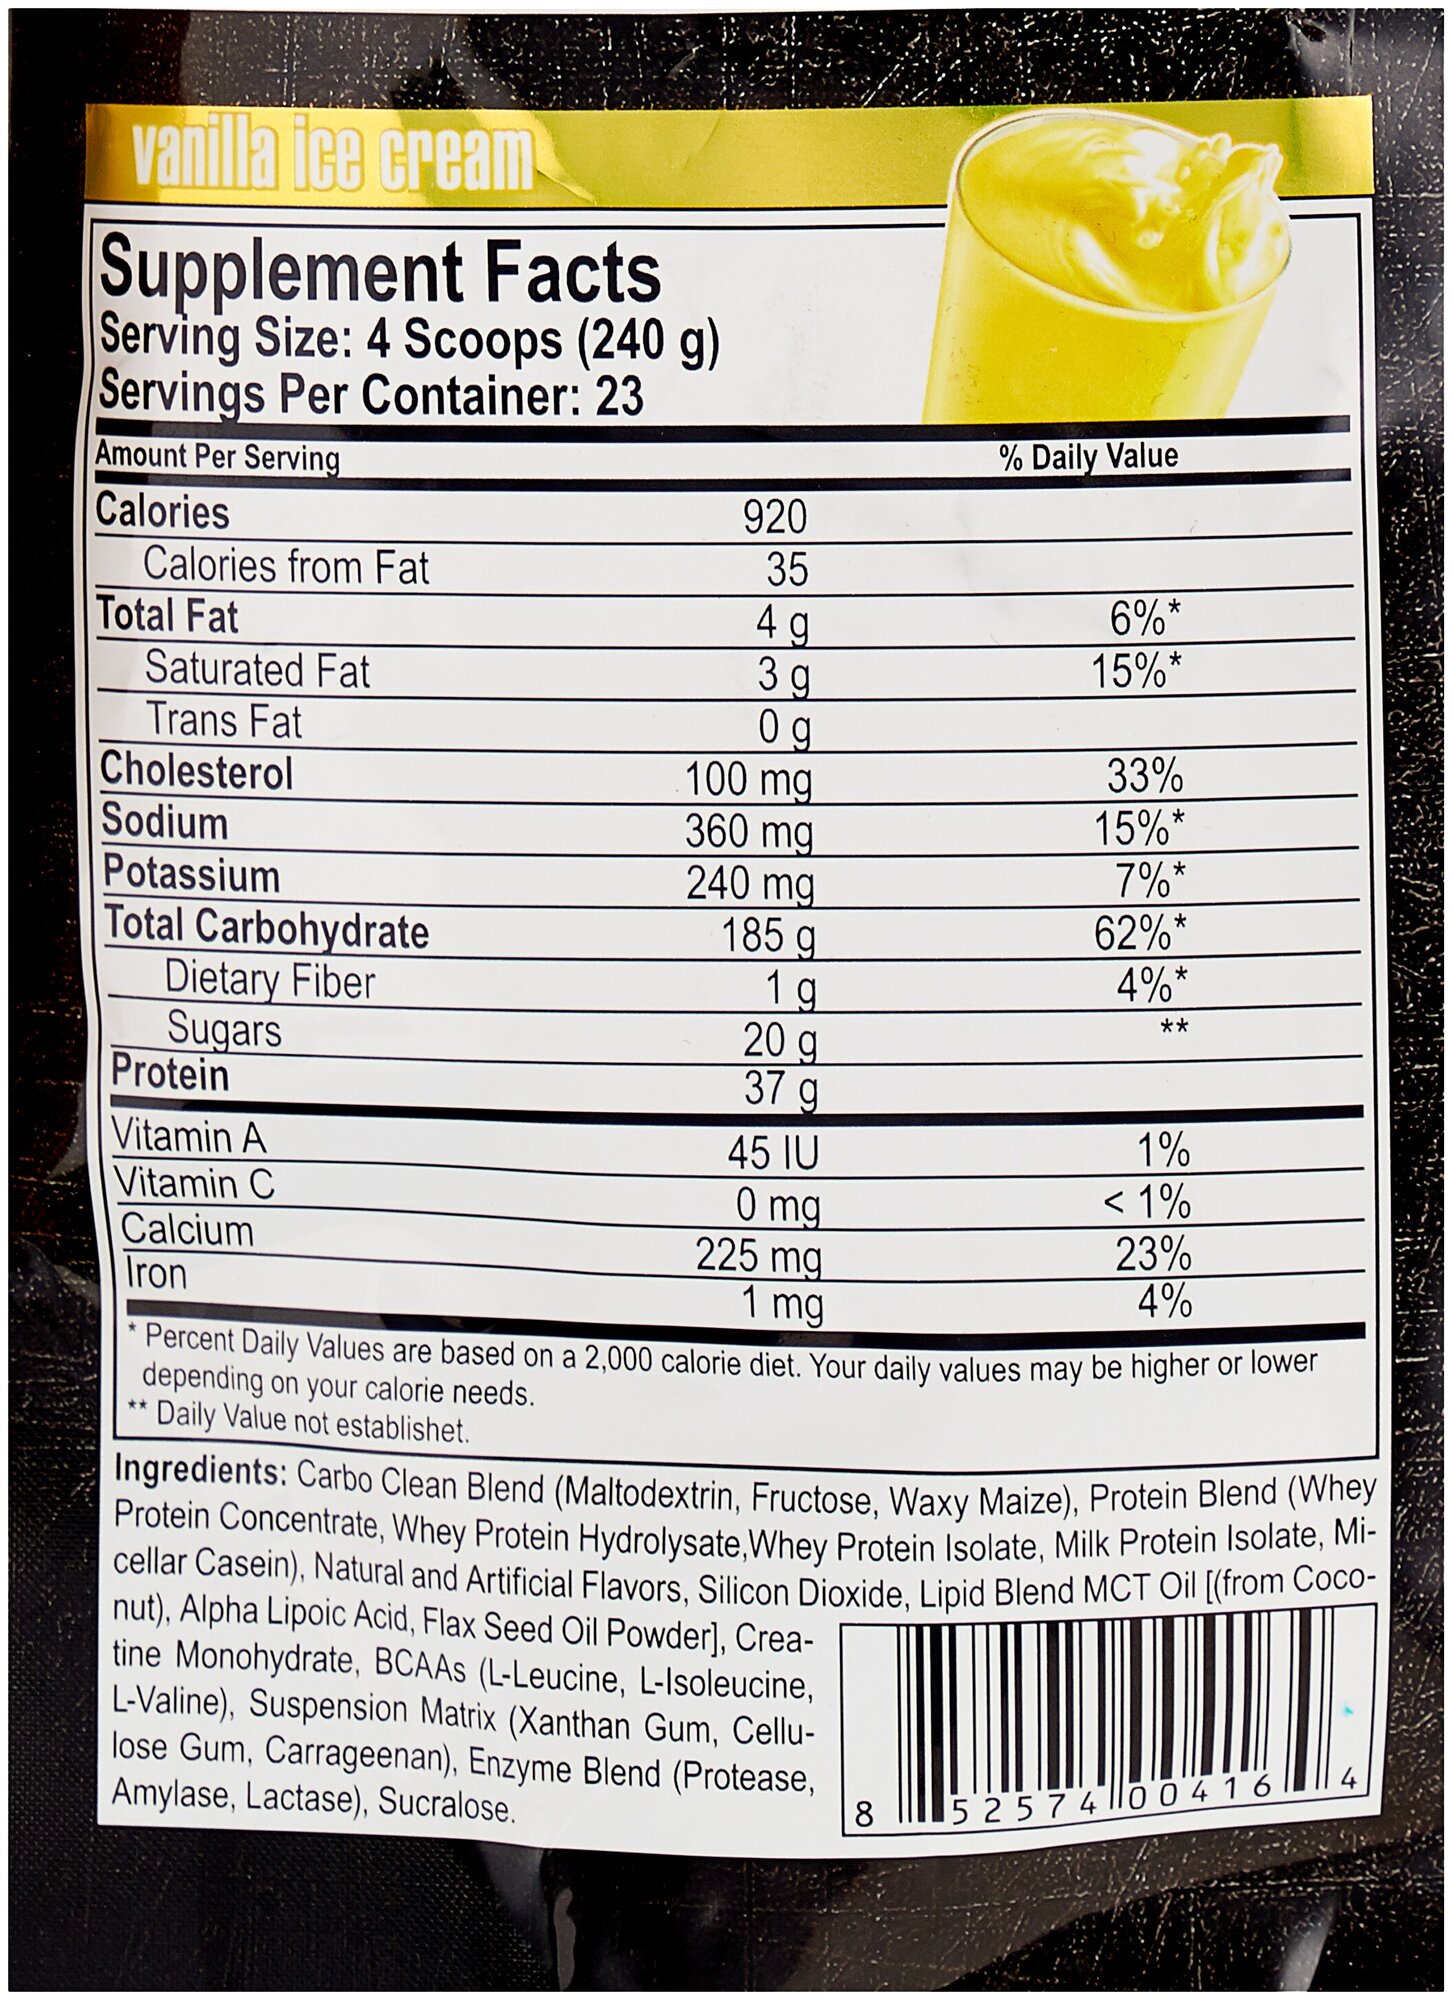 vanilla ice cream
Supplement Facts
Serving Size: 4 Scoops (240 g)
Servings Per Container: 23
Amount Per Serving % Daily Value
Calories 920
Calories from Fat 35
Total Fat 4 g 6%*
Saturated Fat 3 g 15%*
Trans Fat 0 g
Cholesterol 100 mg 33%
Sodium 360 mg 15%*
Potassium 240 mg 7%*
Total Carbohydrate 185 g 62%*
Dietary Fiber 1 g 4%*
Sugars 20 g **
Protein 37 g
Vitamin A 45 IU 1%
Vitamin C 0 mg < 1%
Calcium 225 mg 23%
Iron 1 mg 4%
* Percent Daily Values are based on a 2,000 calorie diet. Your daily values may be higher or lower
depending on your calorie needs.
** Daily Value not establishet.
Ingredients: Carbo Clean Blend (Maltodextrin, Fructose, Waxy Maize), Protein Blend (Whey
Protein Concentrate, Whey Protein Hydrolysate,Whey Protein Isolate, Milk Protein Isolate, Mi-
cellar Casein), Natural and Artificial Flavors, Silicon Dioxide, Lipid Blend MCT Oil [(from Coco-
nut), Alpha Lipoic Acid, Flax Seed Oil Powder], Crea-
tine Monohydrate, BCAAs (L-Leucine, L-Isoleucine,
L-Valine), Suspension Matrix (Xanthan Gum, Cellu-
lose Gum, Carrageenan), Enzyme Blend (Protease,
Amylase, Lactase), Sucralose.
8 52574 00416 4